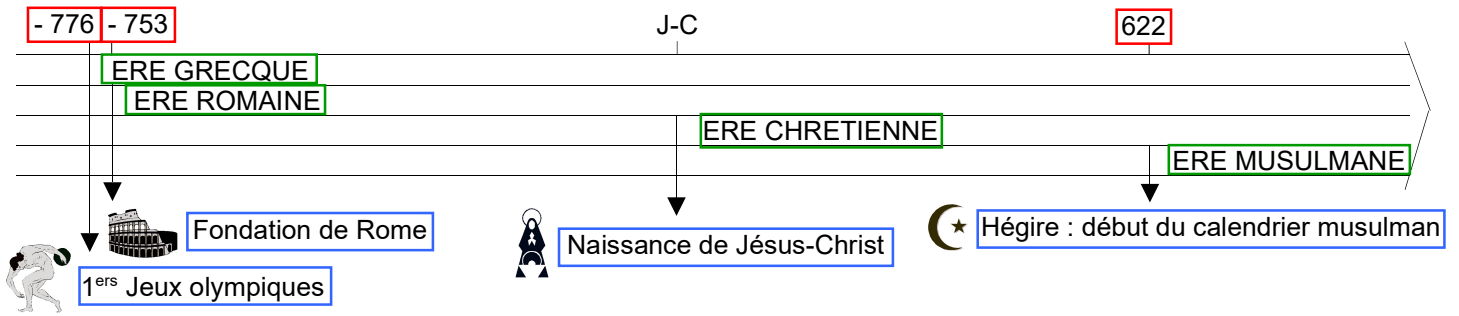 - 776
- 753
J-C
622
ERE GRECQUE
ERE ROMAINE
ERE CHRETIENNE
ERE MUSULMANE
Fondation de Rome
Naissance de Jésus-Christ
Hégire : début du calendrier musulman
1ers Jeux olympiques